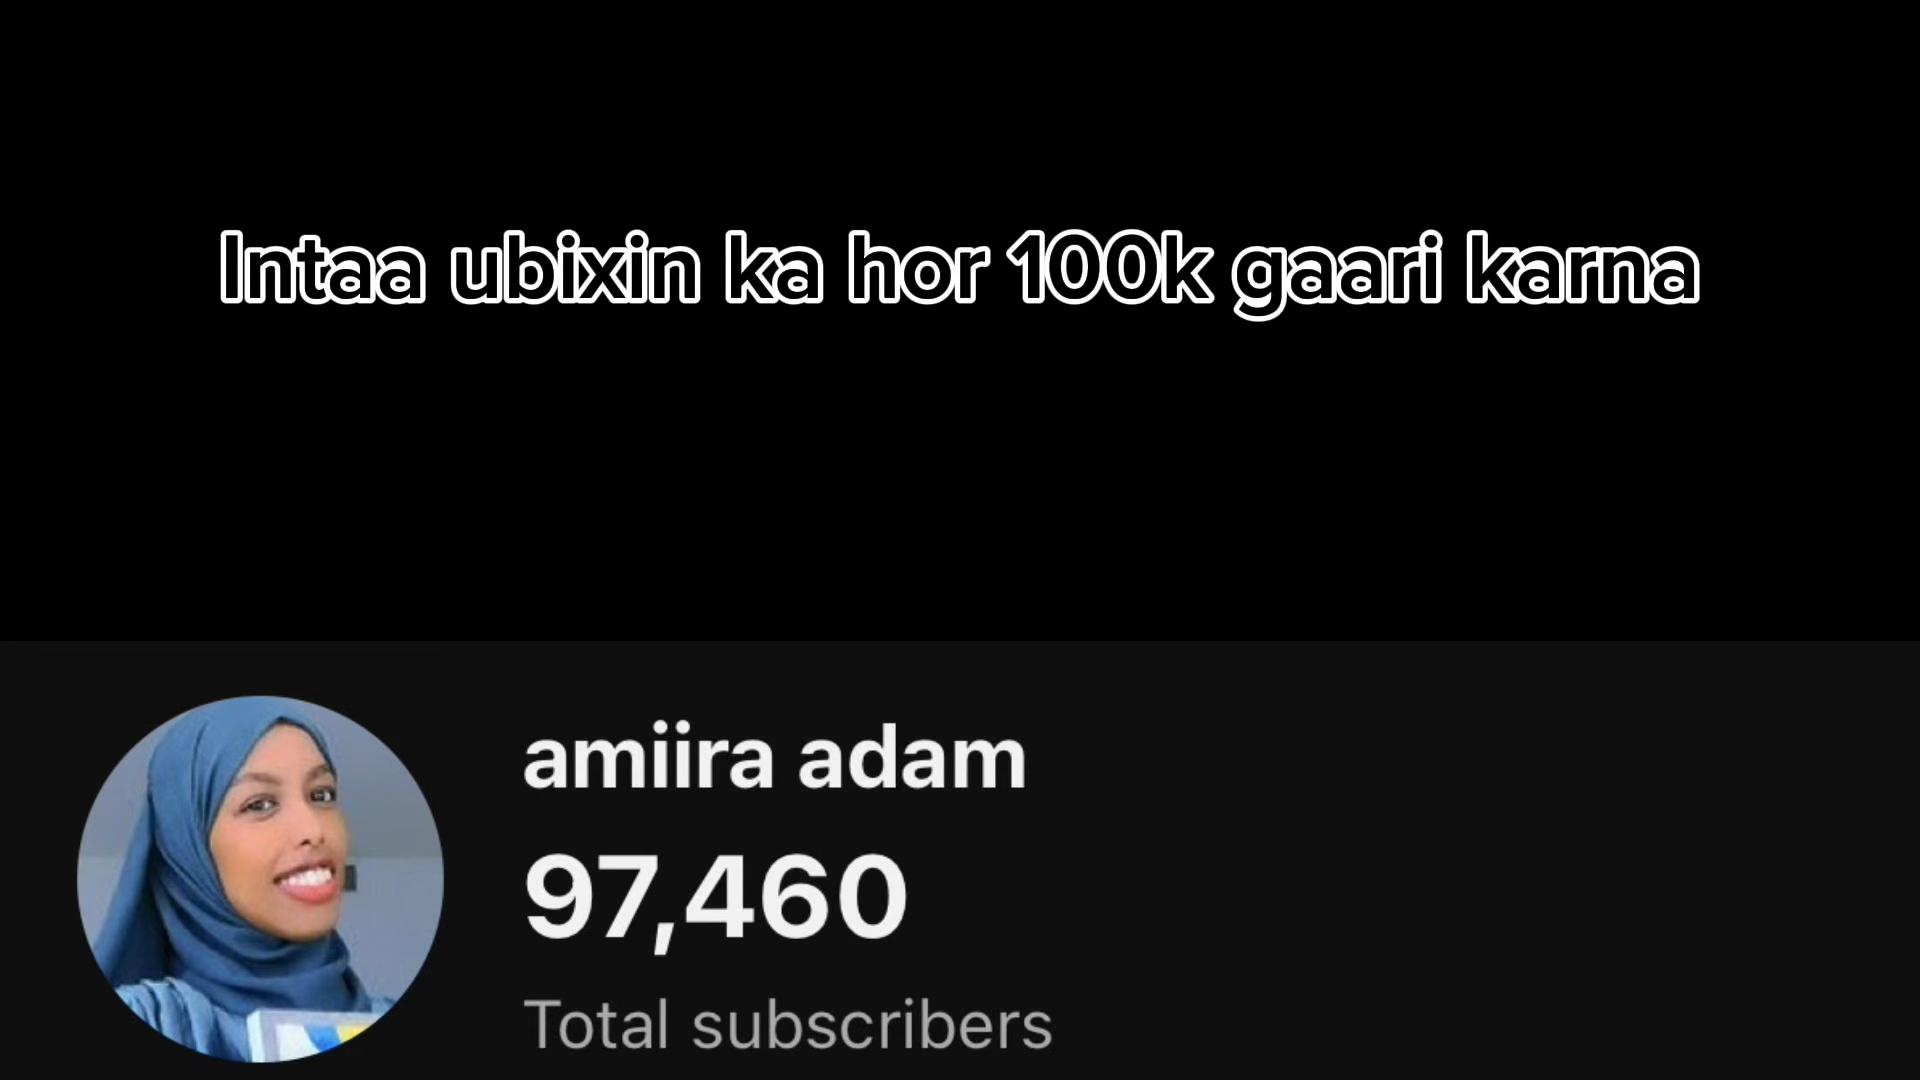 Intaa ubixin ka hor 100k gaari karna
amiira adam
97,460
Total subscribers